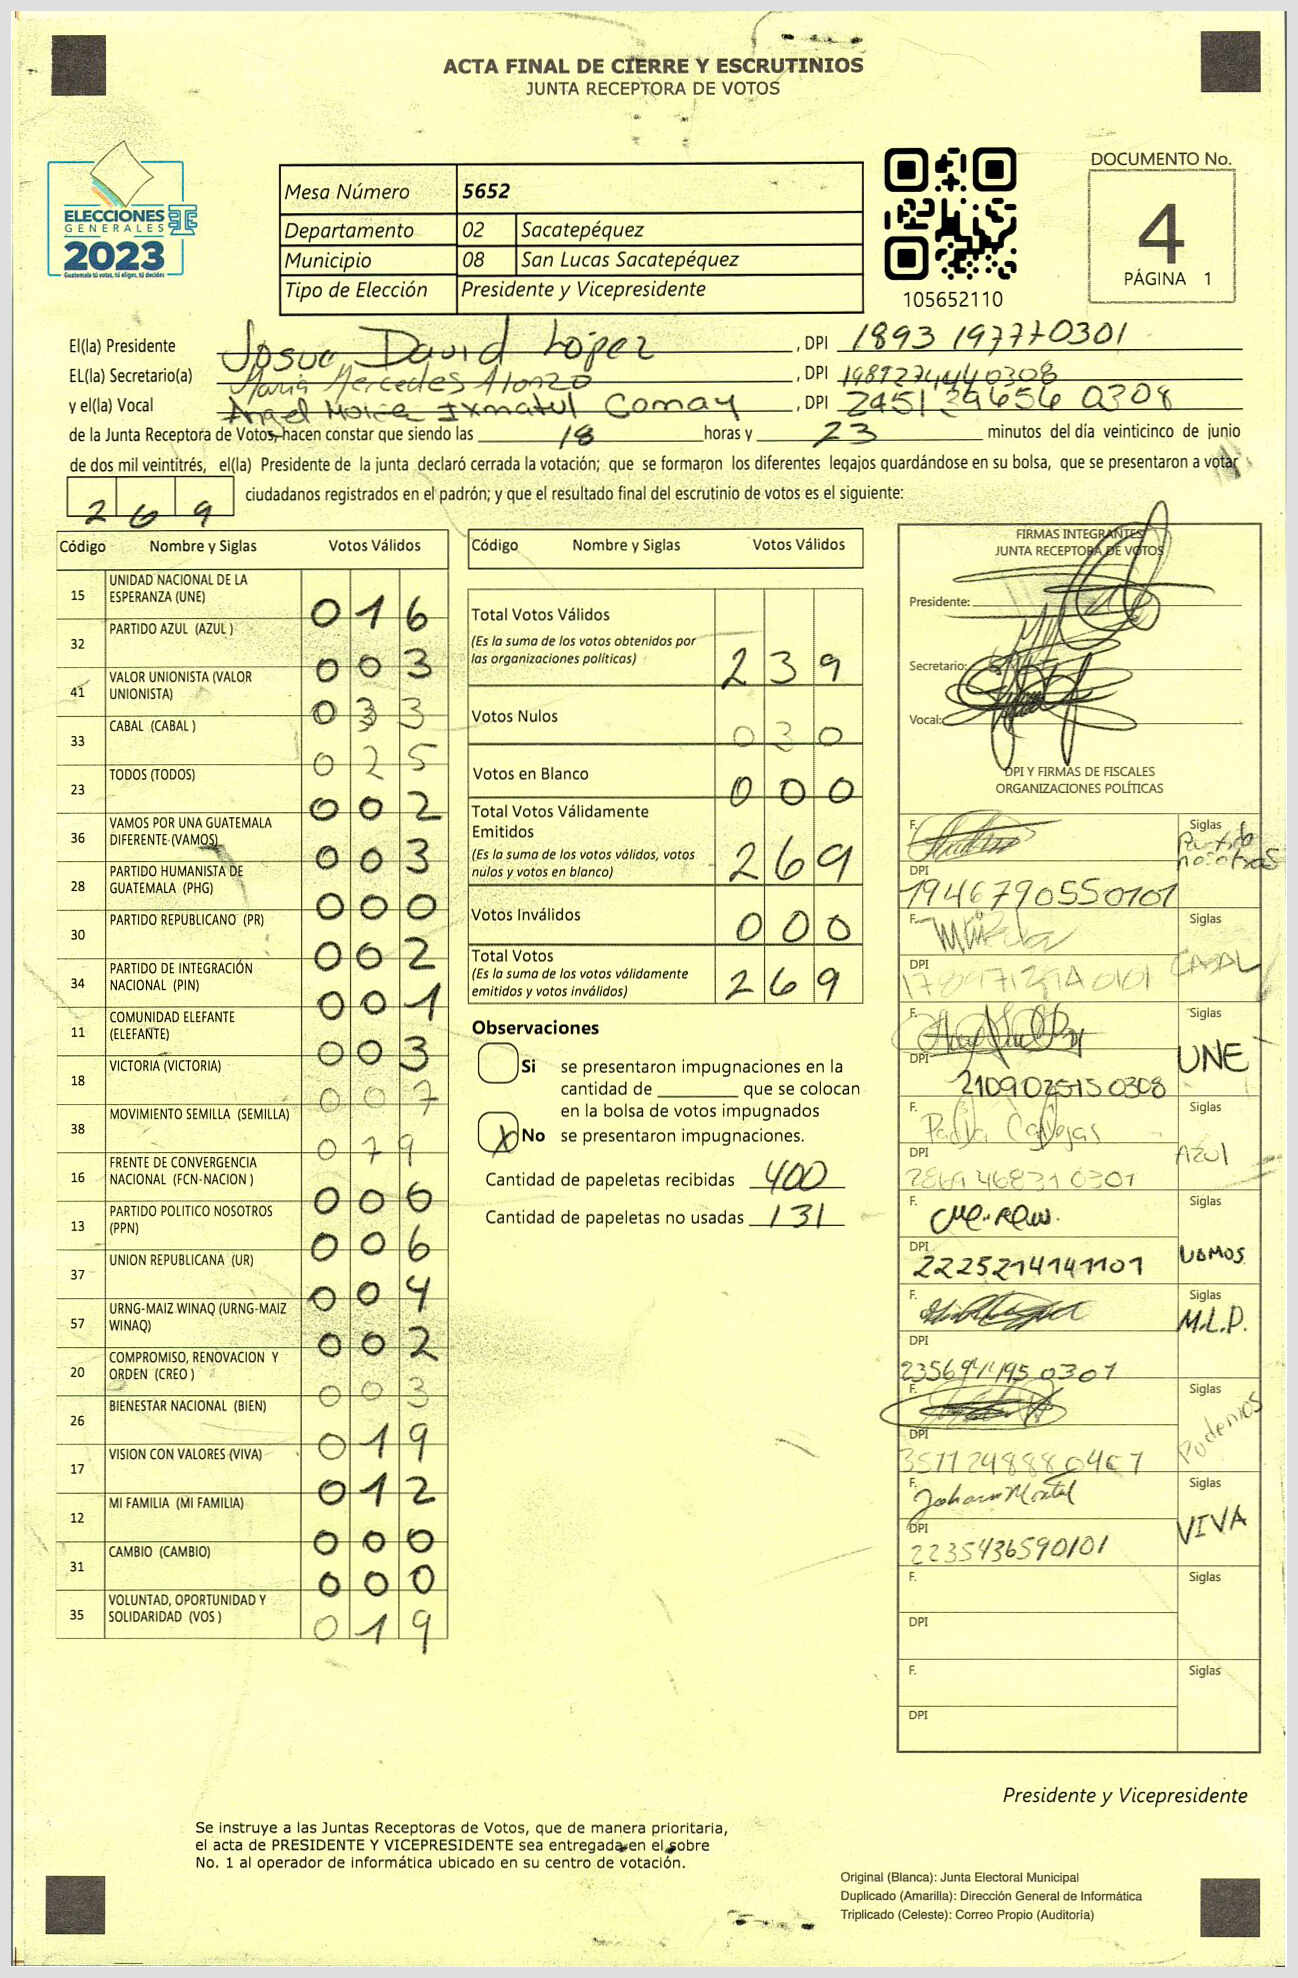 ACTA FINAL DE CIERRE Y ESCRUTINIOS
JUNTA RECEPTORA DE VOTOS
ELECCIONES
GENERALES
2023
Guatemala tú votas, tú eliges, tú decides
Mesa Número 5652
Departamento 02 Sacatepéquez
Municipio 08 San Lucas Sacatepéquez
Tipo de Elección Presidente y Vicepresidente
105652110
DOCUMENTO No.
4
PÁGINA 1
El(la) Presidente Josue David López , DPI 1893 197770301
EL(la) Secretario(a) Maria Mercedes Alonzo , DPI 1989274440308
y el(la) Vocal Angel Ixmatul Comay , DPI 2451 29656 0308
de la Junta Receptora de Votos, hacen constar que siendo las 18 horas y 23 minutos del día veinticinco de junio
de dos mil veintitrés, el(la) Presidente de la junta declaró cerrada la votación; que se formaron los diferentes legajos guardándose en su bolsa, que se presentaron a votar
269 ciudadanos registrados en el padrón; y que el resultado final del escrutinio de votos es el siguiente:
Código Nombre y Siglas Votos Válidos
15 UNIDAD NACIONAL DE LA
ESPERANZA (UNE) 016
32 PARTIDO AZUL (AZUL ) 003
41 VALOR UNIONISTA (VALOR
UNIONISTA) 033
33 CABAL (CABAL ) 025
23 TODOS (TODOS) 002
36 VAMOS POR UNA GUATEMALA
DIFERENTE (VAMOS) 003
28 PARTIDO HUMANISTA DE
GUATEMALA (PHG) 000
30 PARTIDO REPUBLICANO (PR) 002
34 PARTIDO DE INTEGRACIÓN
NACIONAL (PIN) 001
11 COMUNIDAD ELEFANTE
(ELEFANTE) 003
18 VICTORIA (VICTORIA) 007
38 MOVIMIENTO SEMILLA (SEMILLA) 079
16 FRENTE DE CONVERGENCIA
NACIONAL (FCN-NACION ) 006
13 PARTIDO POLITICO NOSOTROS
(PPN) 006
37 UNION REPUBLICANA (UR) 004
57 URNG-MAIZ WINAQ (URNG-MAIZ
WINAQ) 002
20 COMPROMISO, RENOVACION Y
ORDEN (CREO ) 003
26 BIENESTAR NACIONAL (BIEN) 019
17 VISION CON VALORES (VIVA) 012
12 MI FAMILIA (MI FAMILIA) 000
31 CAMBIO (CAMBIO) 000
35 VOLUNTAD, OPORTUNIDAD Y
SOLIDARIDAD (VOS ) 019
Código Nombre y Siglas Votos Válidos
Total Votos Válidos
(Es la suma de los votos obtenidos por
las organizaciones políticas) 239
Votos Nulos 030
Votos en Blanco 000
Total Votos Válidamente
Emitidos
(Es la suma de los votos válidos, votos
nulos y votos en blanco) 269
Votos Inválidos 000
Total Votos
(Es la suma de los votos válidamente
emitidos y votos inválidos) 269
Observaciones
Si se presentaron impugnaciones en la
cantidad de ________ que se colocan
en la bolsa de votos impugnados
X No se presentaron impugnaciones.
Cantidad de papeletas recibidas 400
Cantidad de papeletas no usadas 131
FIRMAS INTEGRANTES
JUNTA RECEPTORA DE VOTOS
Presidente:
Secretario:
Vocal:
DPI Y FIRMAS DE FISCALES
ORGANIZACIONES POLÍTICAS
F. Siglas Partido nosotros
DPI 1946790550101
F. Siglas CABAL
DPI
F. Siglas UNE
DPI 2109025150308
F. Paola Callejas Siglas AZUL
DPI
F. Siglas VAMOS
DPI 2225214141101
F. Siglas M.L.P.
DPI
F. Siglas Podemos
DPI
F. Siglas VIVA
DPI 2235436590101
F. Siglas
DPI
F. Siglas
DPI
Presidente y Vicepresidente
Se instruye a las Juntas Receptoras de Votos, que de manera prioritaria,
el acta de PRESIDENTE Y VICEPRESIDENTE sea entregada en el sobre
No. 1 al operador de informática ubicado en su centro de votación.
Original (Blanca): Junta Electoral Municipal
Duplicado (Amarilla): Dirección General de Informática
Triplicado (Celeste): Correo Propio (Auditoría)